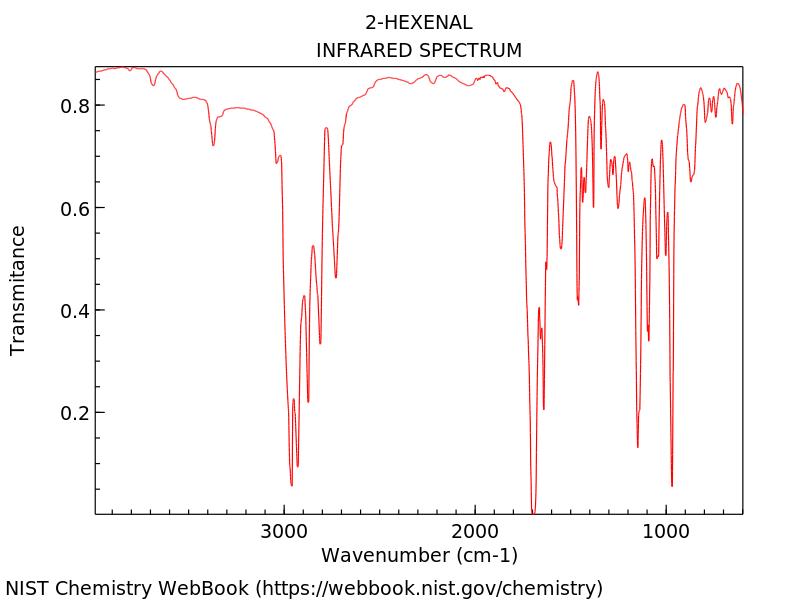 2-HEXENAL
INFRARED SPECTRUM
0.8
0.6
0.4
0.2
Transmitance
3000 2000 1000
Wavenumber (cm-1)
NIST Chemistry WebBook (https://webbook.nist.gov/chemistry)